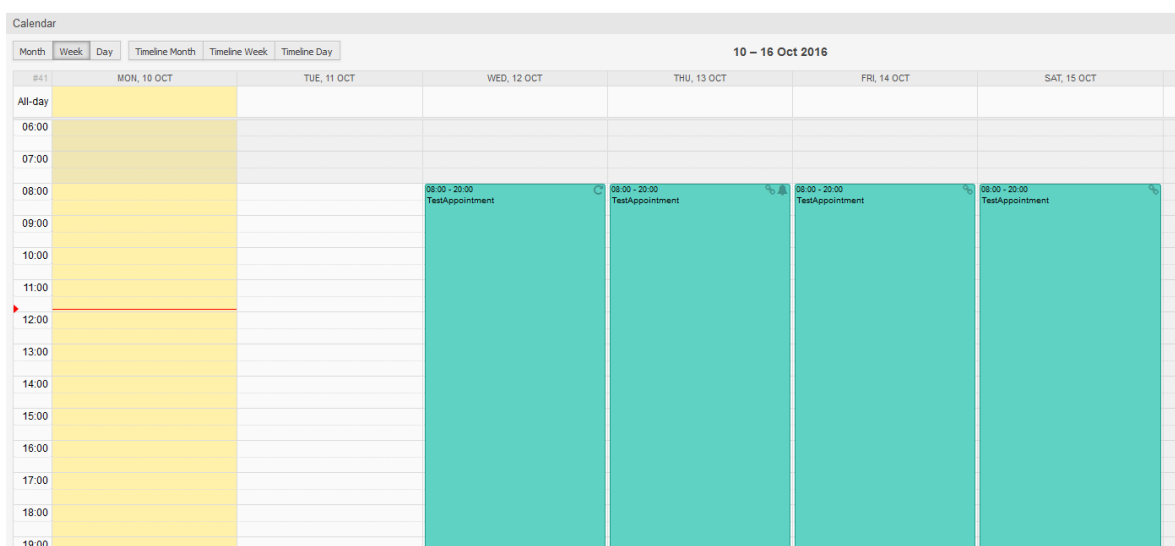 Calendar
Month Week Day Timeline Month Timeline Week Timeline Day 10 – 16 Oct 2016
#41 MON, 10 OCT TUE, 11 OCT WED, 12 OCT THU, 13 OCT FRI, 14 OCT SAT, 15 OCT
All-day
06:00
07:00
08:00 08:00 - 20:00 08:00 - 20:00 08:00 - 20:00 08:00 - 20:00
TestAppointment TestAppointment TestAppointment TestAppointment
09:00
10:00
11:00
12:00
13:00
14:00
15:00
16:00
17:00
18:00
19:00